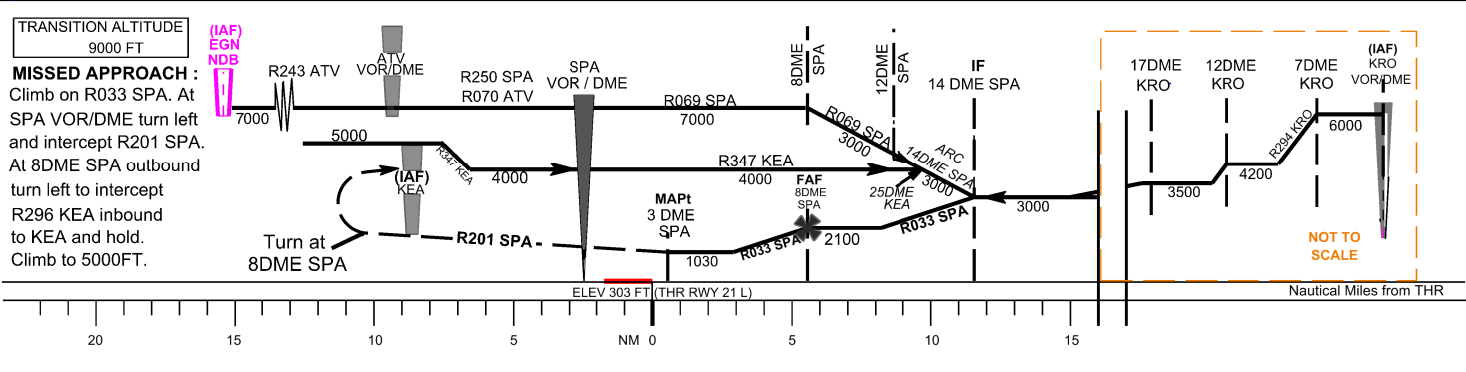 TRANSITION ALTITUDE
9000 FT
MISSED APPROACH :
Climb on R033 SPA. At
SPA VOR/DME turn left
and intercept R201 SPA.
At 8DME SPA outbound
turn left to intercept
R296 KEA inbound
to KEA and hold.
Climb to 5000FT.
(IAF)
EGN
NDB
7000
R243 ATV
ATV
VOR/DME
R250 SPA
R070 ATV
SPA
VOR / DME
R069 SPA
7000
8DME
SPA
12DME
SPA
IF
14 DME SPA
R069 SPA
3000
ARC
14DME SPA
3000
5000
R347 KEA
4000
R347 KEA
4000
25DME
KEA
(IAF)
KEA
Turn at
8DME SPA
R201 SPA
MAPt
3 DME
SPA
FAF
8DME
SPA
1030
R033 SPA
2100
R033 SPA
3000
17DME
KRO
12DME
KRO
7DME
KRO
(IAF)
KRO
VOR/DME
3500
4200
R294 KRO
6000
NOT TO
SCALE
ELEV 303 FT (THR RWY 21 L)
Nautical Miles from THR
20 15 10 5 NM 0 5 10 15